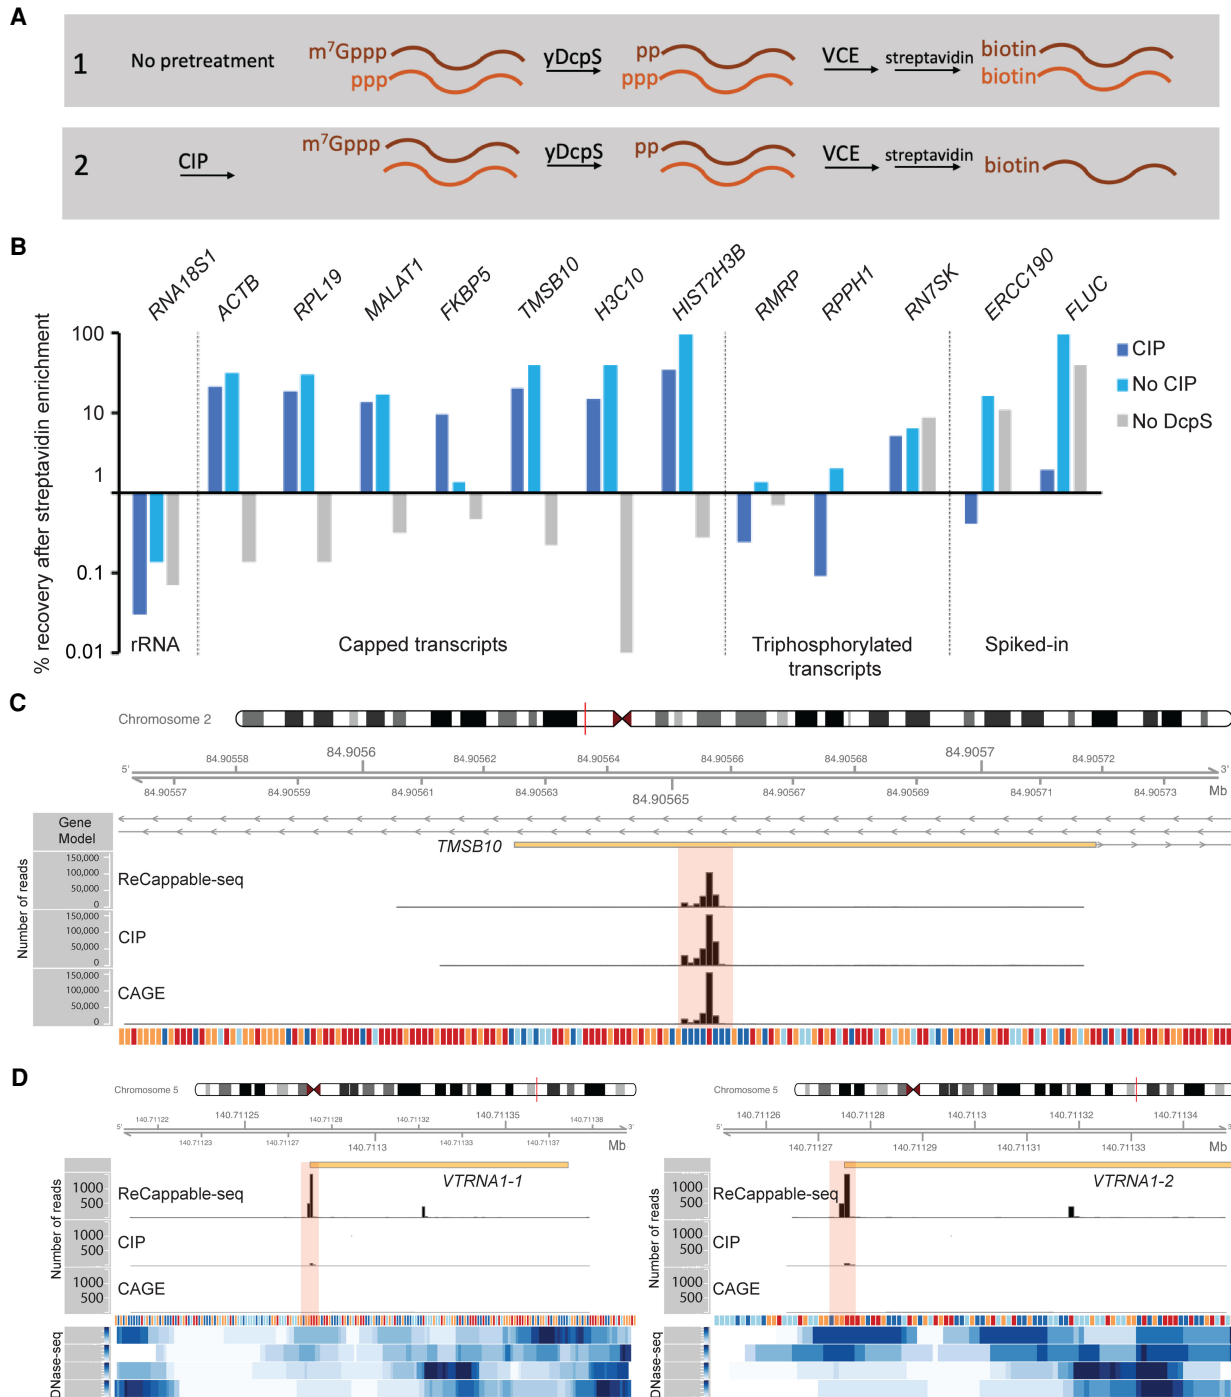 A
1
No pretreatment
m7Gppp
ppp
yDcpS
pp
ppp
VCE
streptavidin
biotin
biotin
2
CIP
m7Gppp
yDcpS
pp
VCE
streptavidin
biotin
B
RNA18S1
ACTB
RPL19
MALAT1
FKBP5
TMSB10
H3C10
HIST2H3B
RMRP
RPPH1
RN7SK
ERCC190
FLUC
% recovery after streptavidin enrichment
100
10
1
0.1
0.01
CIP
No CIP
No DcpS
rRNA
Capped transcripts
Triphosphorylated
transcripts
Spiked-in
C
Chromosome 2
84.90558
84.9056
84.90562
84.90564
84.90566
84.90568
84.9057
84.90572
5'
3'
84.90557
84.90559
84.90561
84.90563
84.90565
84.90567
84.90569
84.90571
84.90573
Mb
Gene
Model
TMSB10
Number of reads
150,000
100,000
50,000
0
ReCappable-seq
150,000
100,000
50,000
0
CIP
150,000
100,000
50,000
0
CAGE
D
Chromosome 5
140.71122
140.71125
140.71128
140.71132
140.71135
140.71138
5'
3'
140.71123
140.71127
140.7113
140.71133
140.71137
Mb
VTRNA1-1
Number of reads
1000
500
ReCappable-seq
1000
500
CIP
1000
500
CAGE
DNase-seq
Chromosome 5
140.71126
140.71128
140.7113
140.71132
140.71134
5'
140.71127
140.71129
140.71131
140.71133
Mb
VTRNA1-2
Number of reads
1000
500
ReCappable-seq
1000
500
CIP
1000
500
CAGE
DNase-seq